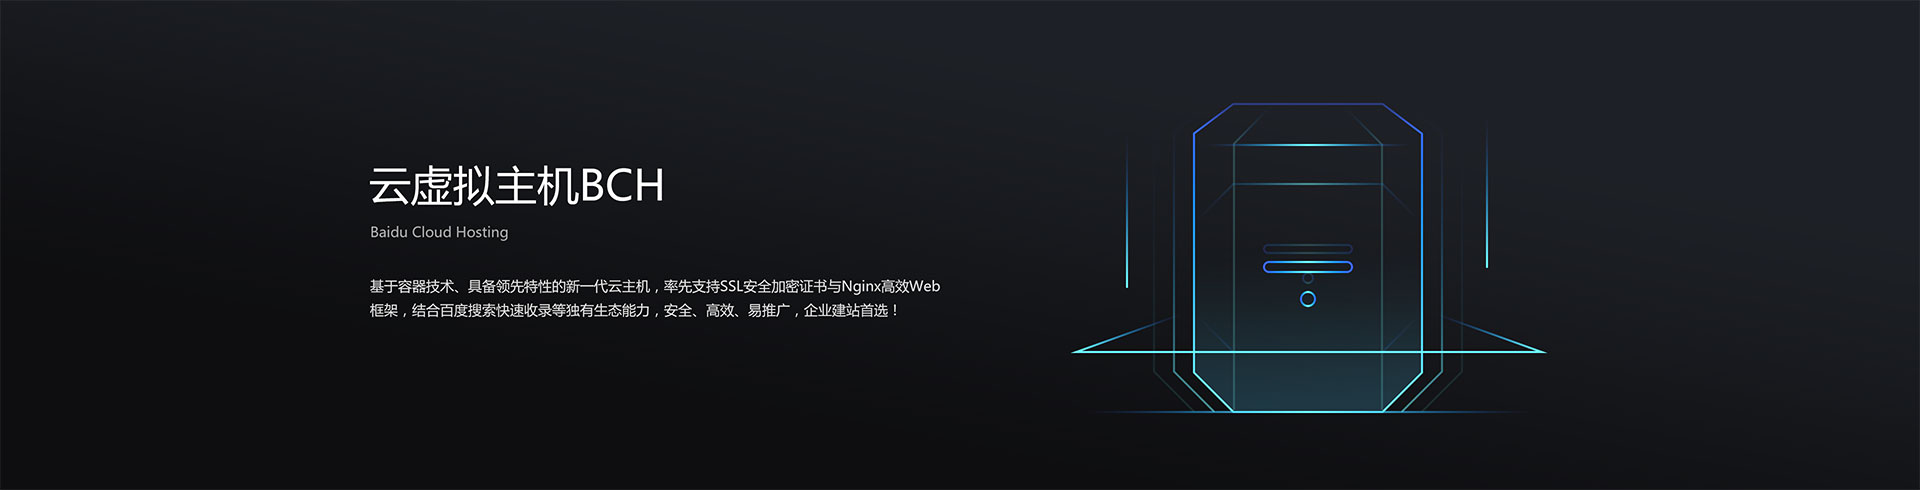 云虚拟主机BCH
Baidu Cloud Hosting
基于容器技术、具备领先特性的新一代云主机，率先支持SSL安全加密证书与Nginx高效Web
框架，结合百度搜索快速收录等独有生态能力，安全、高效、易推广，企业建站首选！